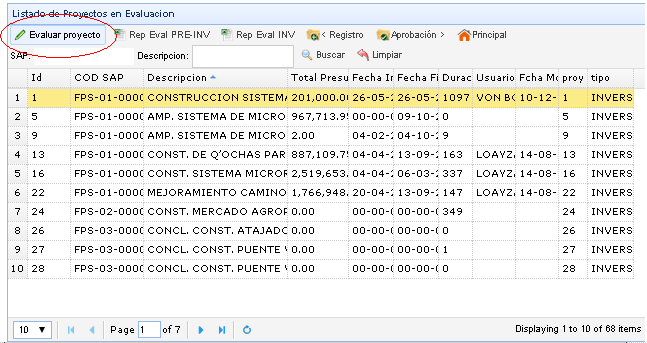 Listado de Proyectos en Evaluacion
Evaluar proyecto Rep Eval PRE-INV Rep Eval INV < Registro Aprobación > Principal
SAP: Descripcion: Buscar Limpiar
Id COD SAP Descripcion Total Presu Fecha In Fecha Fi Durac Usuario Fcha Mo proy tipo
1 1 FPS-01-0000 CONSTRUCCION SISTEMA 201,000.00 26-05-2 26-05-2 1097 VON BO 10-12- 1 INVERS
2 5 FPS-01-0000 AMP. SISTEMA DE MICRO 967,713.95 00-00-0 09-10-2 0 5 INVERS
3 9 FPS-01-0000 AMP. SISTEMA DE MICRO 2.00 04-02-2 04-10-2 9 9 INVERS
4 13 FPS-01-0000 CONST. DE Q'OCHAS PAR 887,109.75 04-04-2 13-09-2 163 LOAYZA 14-08- 13 INVERS
5 16 FPS-01-0000 CONST. SISTEMA MICROR 2,519,653. 04-04-2 06-03-2 337 LOAYZA 14-08- 16 INVERS
6 22 FPS-01-0000 MEJORAMIENTO CAMINO 1,766,948. 20-04-2 13-09-2 147 LOAYZA 14-08- 22 INVERS
7 24 FPS-02-0000 CONST. MERCADO AGROP 0.00 00-00-0 00-00-0 349 24 INVERS
8 26 FPS-03-0000 CONCL. CONST. ATAJADO 0.00 00-00-0 00-00-0 0 26 INVERS
9 27 FPS-03-0000 CONCL. CONST. PUENTE V 0.00 00-00-0 00-00-0 1 27 INVERS
10 28 FPS-03-0000 CONCL. CONST. PUENTE V 0.00 00-00-0 00-00-0 0 28 INVERS
10 Page 1 of 7 Displaying 1 to 10 of 68 items